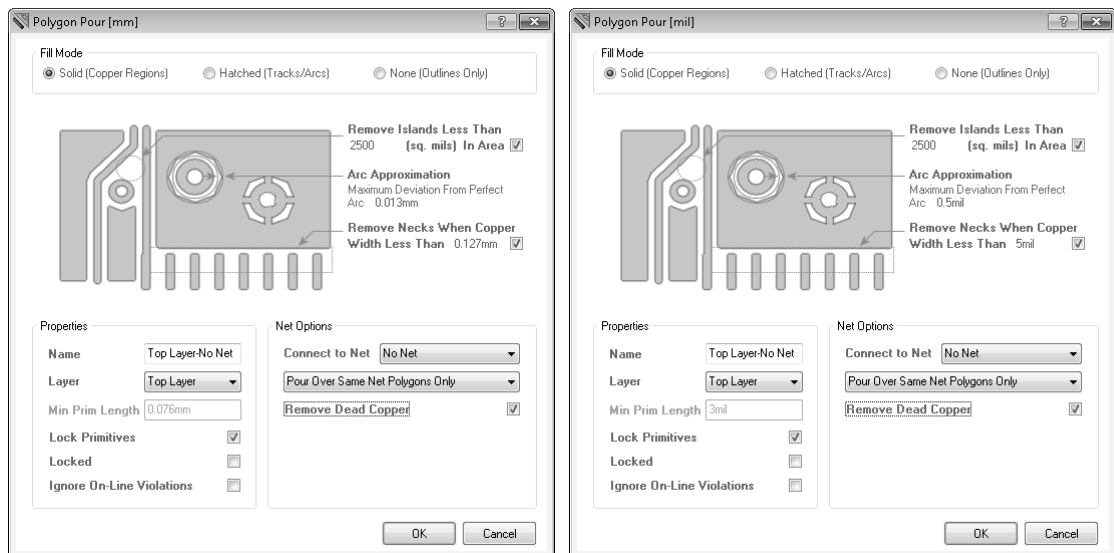 Polygon Pour [mm]
Fill Mode
Solid (Copper Regions) Hatched (Tracks/Arcs) None (Outlines Only)
Remove Islands Less Than
2500 (sq. mils) In Area
Arc Approximation
Maximum Deviation From Perfect
Arc 0.013mm
Remove Necks When Copper
Width Less Than 0.127mm
Properties
Name Top Layer-No Net
Layer Top Layer
Min Prim Length 0.076mm
Lock Primitives
Locked
Ignore On-Line Violations
Net Options
Connect to Net No Net
Pour Over Same Net Polygons Only
Remove Dead Copper
OK Cancel
Polygon Pour [mil]
Fill Mode
Solid (Copper Regions) Hatched (Tracks/Arcs) None (Outlines Only)
Remove Islands Less Than
2500 (sq. mils) In Area
Arc Approximation
Maximum Deviation From Perfect
Arc 0.5mil
Remove Necks When Copper
Width Less Than 5mil
Properties
Name Top Layer-No Net
Layer Top Layer
Min Prim Length 3mil
Lock Primitives
Locked
Ignore On-Line Violations
Net Options
Connect to Net No Net
Pour Over Same Net Polygons Only
Remove Dead Copper
OK Cancel